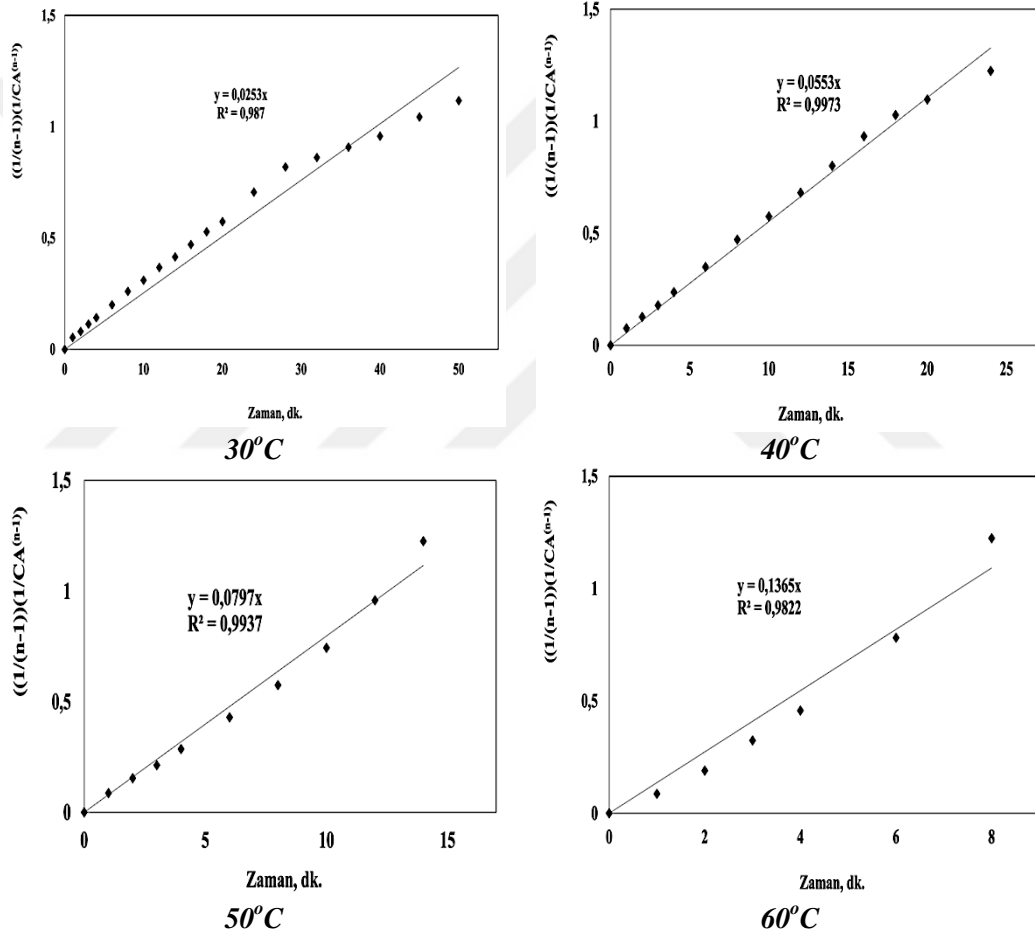 ((1/(n-1))(1/CA⁽ⁿ⁻¹⁾)
1,5
1
0,5
0
y = 0,0253x
R² = 0,987
0 10 20 30 40 50
Zaman, dk.
30°C
((1/(n-1))(1/CA⁽ⁿ⁻¹⁾)
1,5
1
0,5
0
y = 0,0553x
R² = 0,9973
0 5 10 15 20 25
Zaman, dk.
40°C
((1/(n-1))(1/CA⁽ⁿ⁻¹⁾)
1,5
1
0,5
0
y = 0,0797x
R² = 0,9937
0 5 10 15
Zaman, dk.
50°C
((1/(n-1))(1/CA⁽ⁿ⁻¹⁾)
1,5
1
0,5
0
y = 0,1365x
R² = 0,9822
0 2 4 6 8
Zaman, dk.
60°C